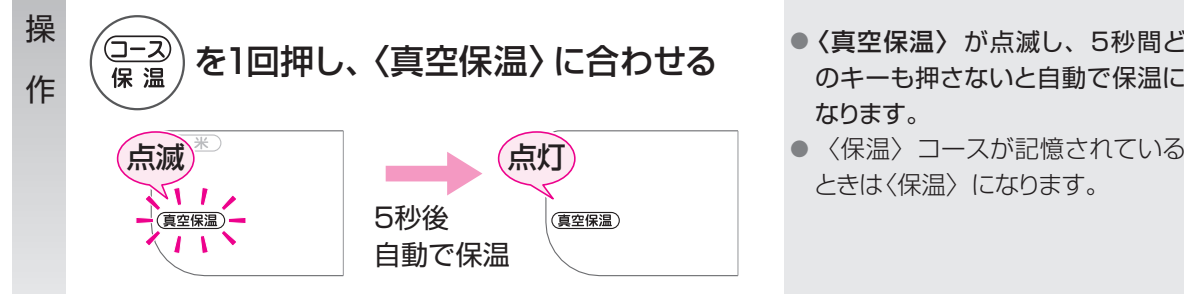 操
作
コース
保 温
を1回押し、〈真空保温〉に合わせる
点滅
米
真空保温
5秒後
自動で保温
点灯
真空保温
●〈真空保温〉が点滅し、5秒間ど
のキーも押さないと自動で保温に
なります。
●〈保温〉コースが記憶されている
ときは〈保温〉になります。